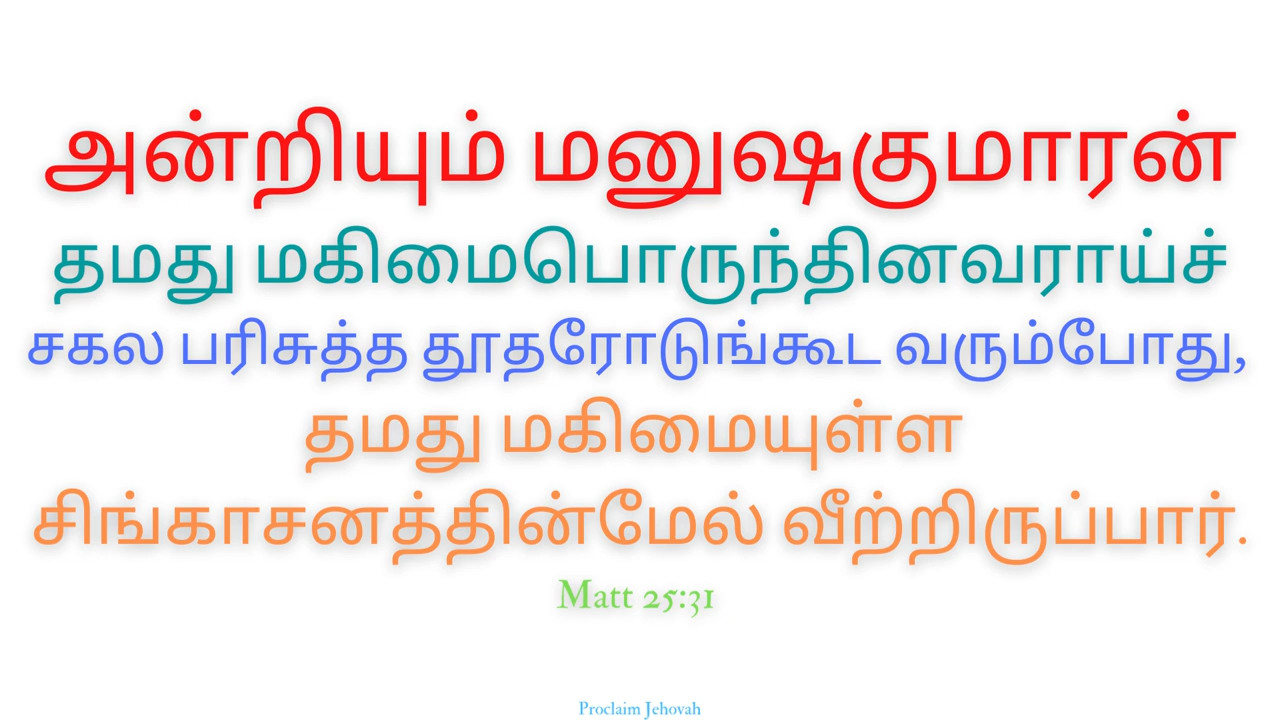 அன்றியும் மனுஷகுமாரன்
தமது மகிமைபொருந்தினவராய்ச்
சகல பரிசுத்த தூதரோடுங்கூட வரும்போது,
தமது மகிமையுள்ள
சிங்காசனத்தின்மேல் வீற்றிருப்பார்.
Matt 25:31
Proclaim Jehovah